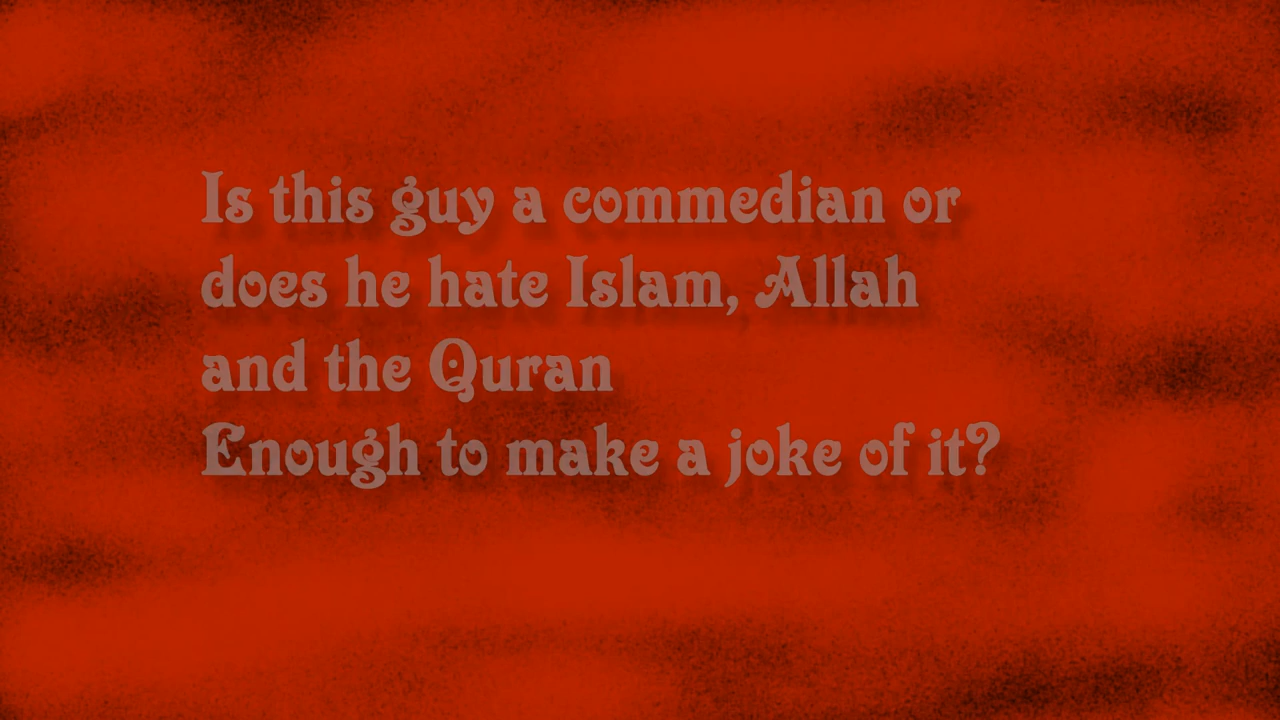 Is this guy a commedian or
does he hate Islam, Allah
and the Quran
Enough to make a joke of it?